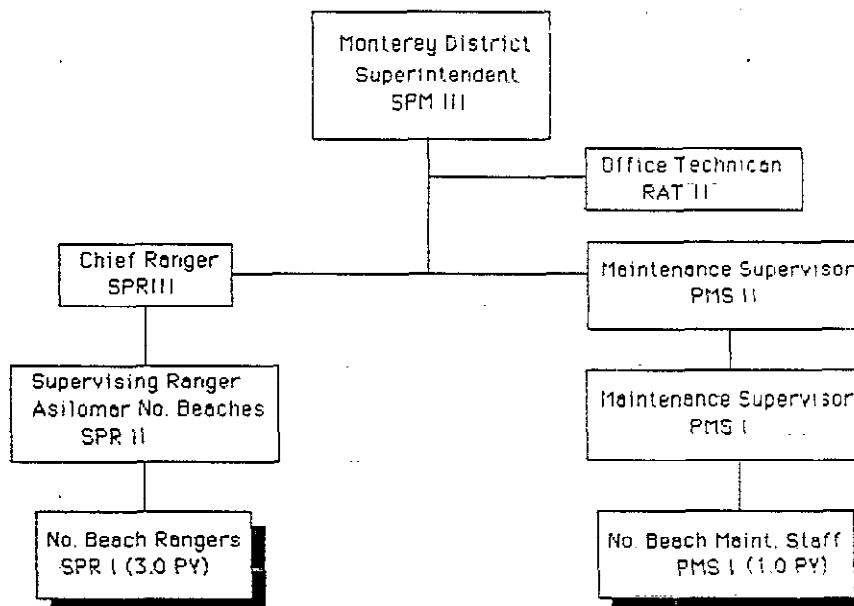 Monterey District
Superintendent
SPM III
Office Technican
RAT II
Chief Ranger
SPRIII
Maintenance Supervisor
PMS II
Supervising Ranger
Asilomar No. Beaches
SPR II
Maintenance Supervisor
PMS I
No. Beach Rangers
SPR I (3.0 PY)
No. Beach Maint. Staff
PMS I (1.0 PY)